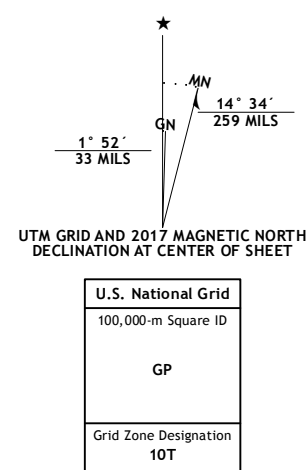 ★
MN
GN
14° 34´
259 MILS
1° 52´
33 MILS
UTM GRID AND 2017 MAGNETIC NORTH
DECLINATION AT CENTER OF SHEET
U.S. National Grid
100,000-m Square ID
GP
Grid Zone Designation
10T